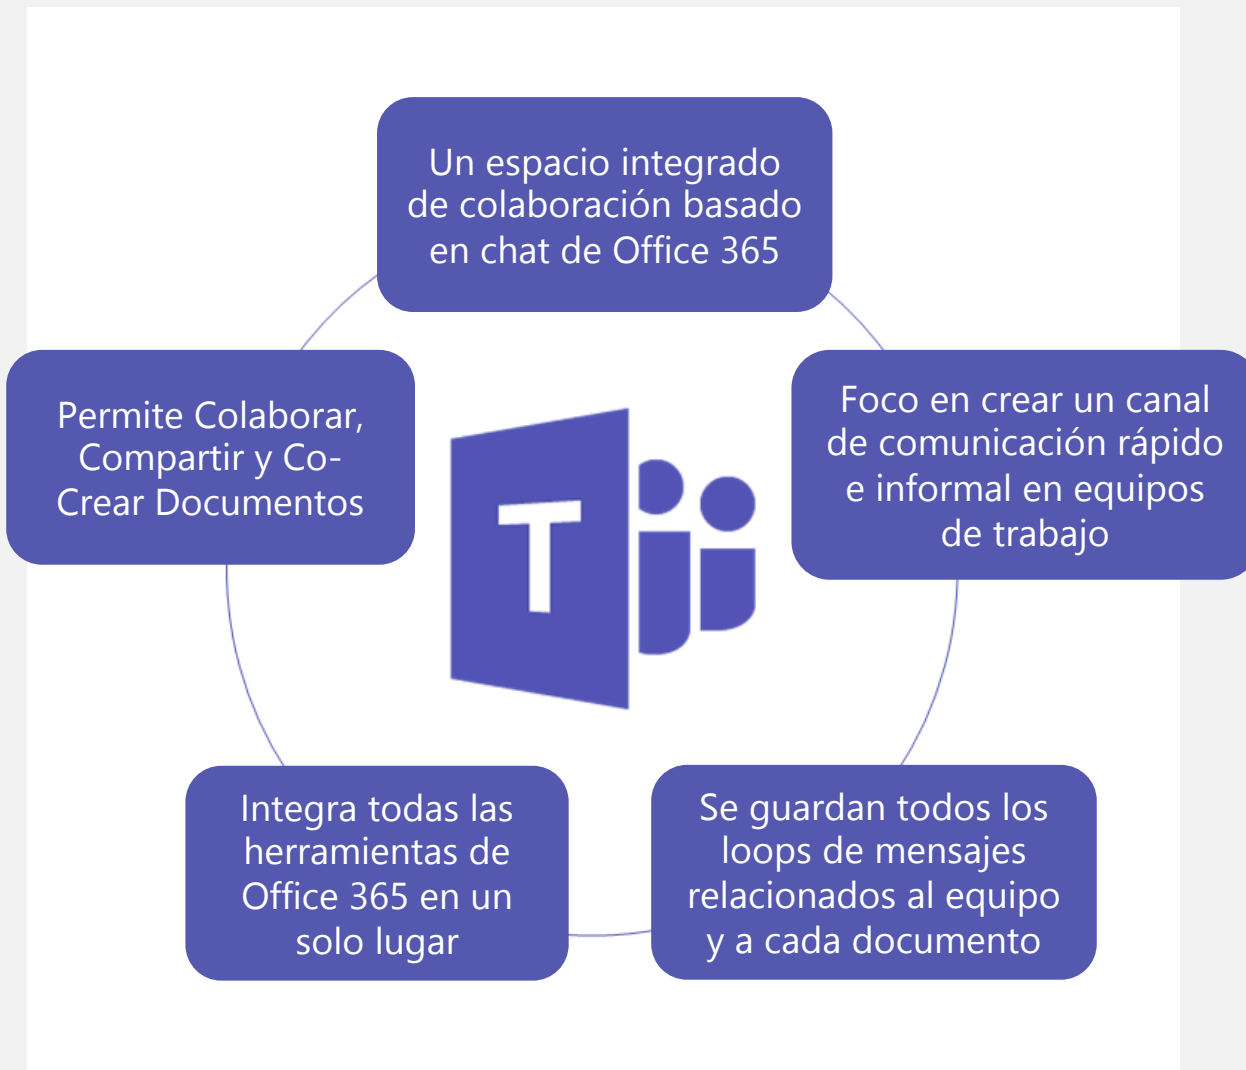 Un espacio integrado
de colaboración basado
en chat de Office 365
Permite Colaborar,
Compartir y Co-
Crear Documentos
Foco en crear un canal
de comunicación rápido
e informal en equipos
de trabajo
T
Integra todas las
herramientas de
Office 365 en un
solo lugar
Se guardan todos los
loops de mensajes
relacionados al equipo
y a cada documento